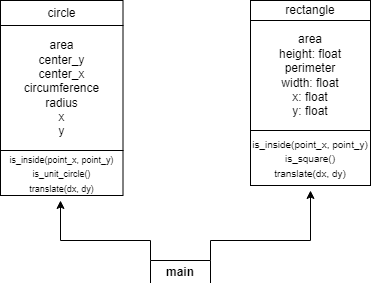 circle
area
center_y
center_x
circumference
radius
x
y
is_inside(point_x, point_y)
is_unit_circle()
translate(dx, dy)
rectangle
area
height: float
perimeter
width: float
x: float
y: float
is_inside(point_x, point_y)
is_square()
translate(dx, dy)
main